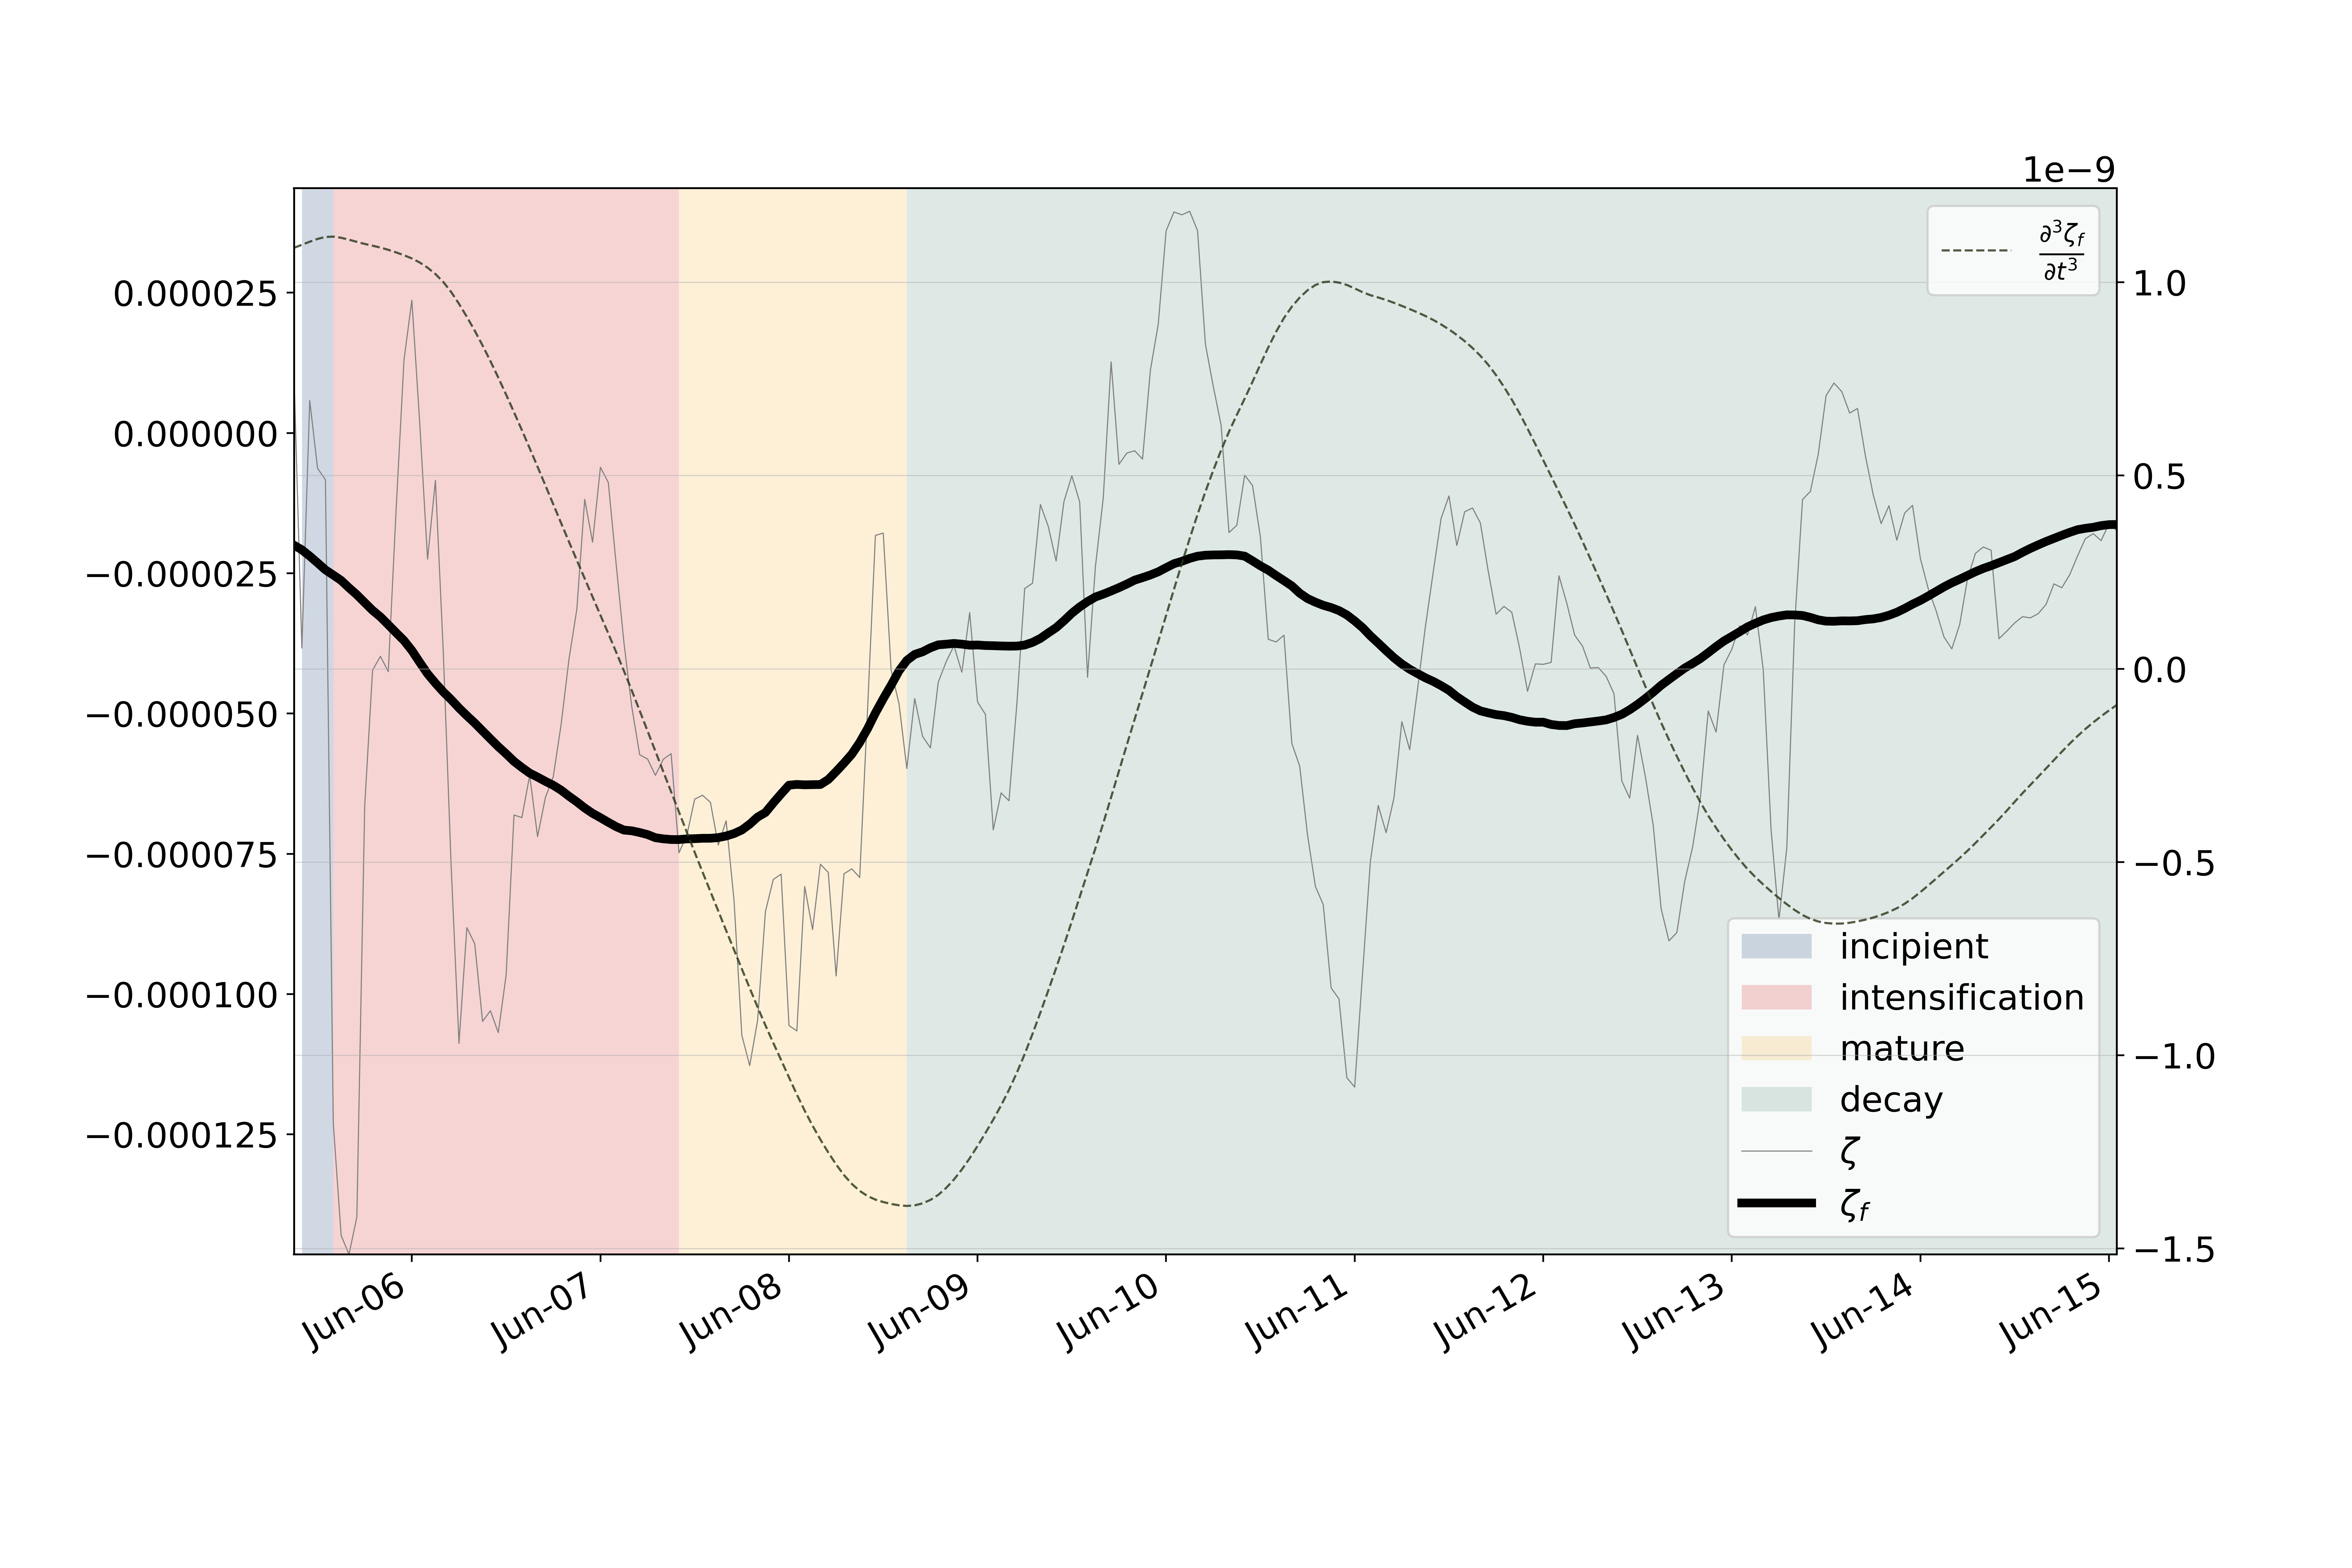 1e−9
∂³ζ_f
∂t³
0.000025
0.000000
−0.000025
−0.000050
−0.000075
−0.000100
−0.000125
1.0
0.5
0.0
−0.5
−1.0
−1.5
incipient
intensification
mature
decay
ζ
ζ_f
Jun-06
Jun-07
Jun-08
Jun-09
Jun-10
Jun-11
Jun-12
Jun-13
Jun-14
Jun-15